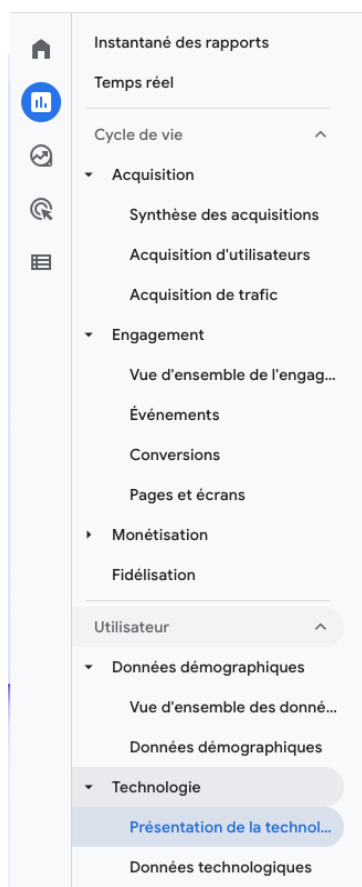 Instantané des rapports
Temps réel
Cycle de vie
Acquisition
Synthèse des acquisitions
Acquisition d'utilisateurs
Acquisition de trafic
Engagement
Vue d'ensemble de l'engag...
Événements
Conversions
Pages et écrans
Monétisation
Fidélisation
Utilisateur
Données démographiques
Vue d'ensemble des donné...
Données démographiques
Technologie
Présentation de la technol...
Données technologiques